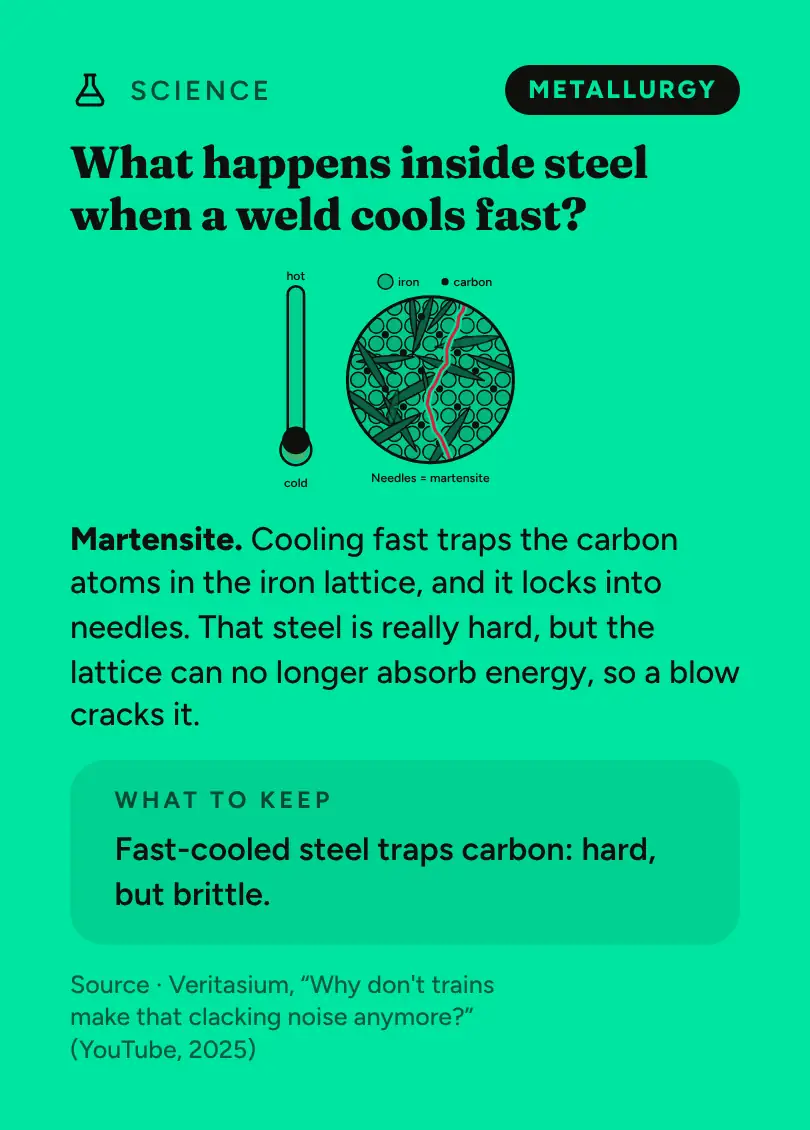 SCIENCE
METALLURGY
What happens inside steel
when a weld cools fast?
hot
iron
carbon
cold
Needles = martensite
Martensite. Cooling fast traps the carbon
atoms in the iron lattice, and it locks into
needles. That steel is really hard, but the
lattice can no longer absorb energy, so a blow
cracks it.
WHAT TO KEEP
Fast-cooled steel traps carbon: hard,
but brittle.
Source · Veritasium, “Why don't trains
make that clacking noise anymore?”
(YouTube, 2025)